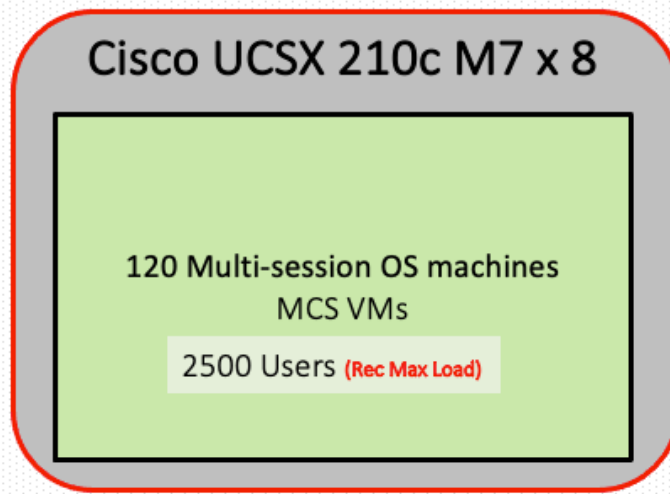 Cisco UCSX 210c M7 x 8
120 Multi-session OS machines
MCS VMs
2500 Users (Rec Max Load)